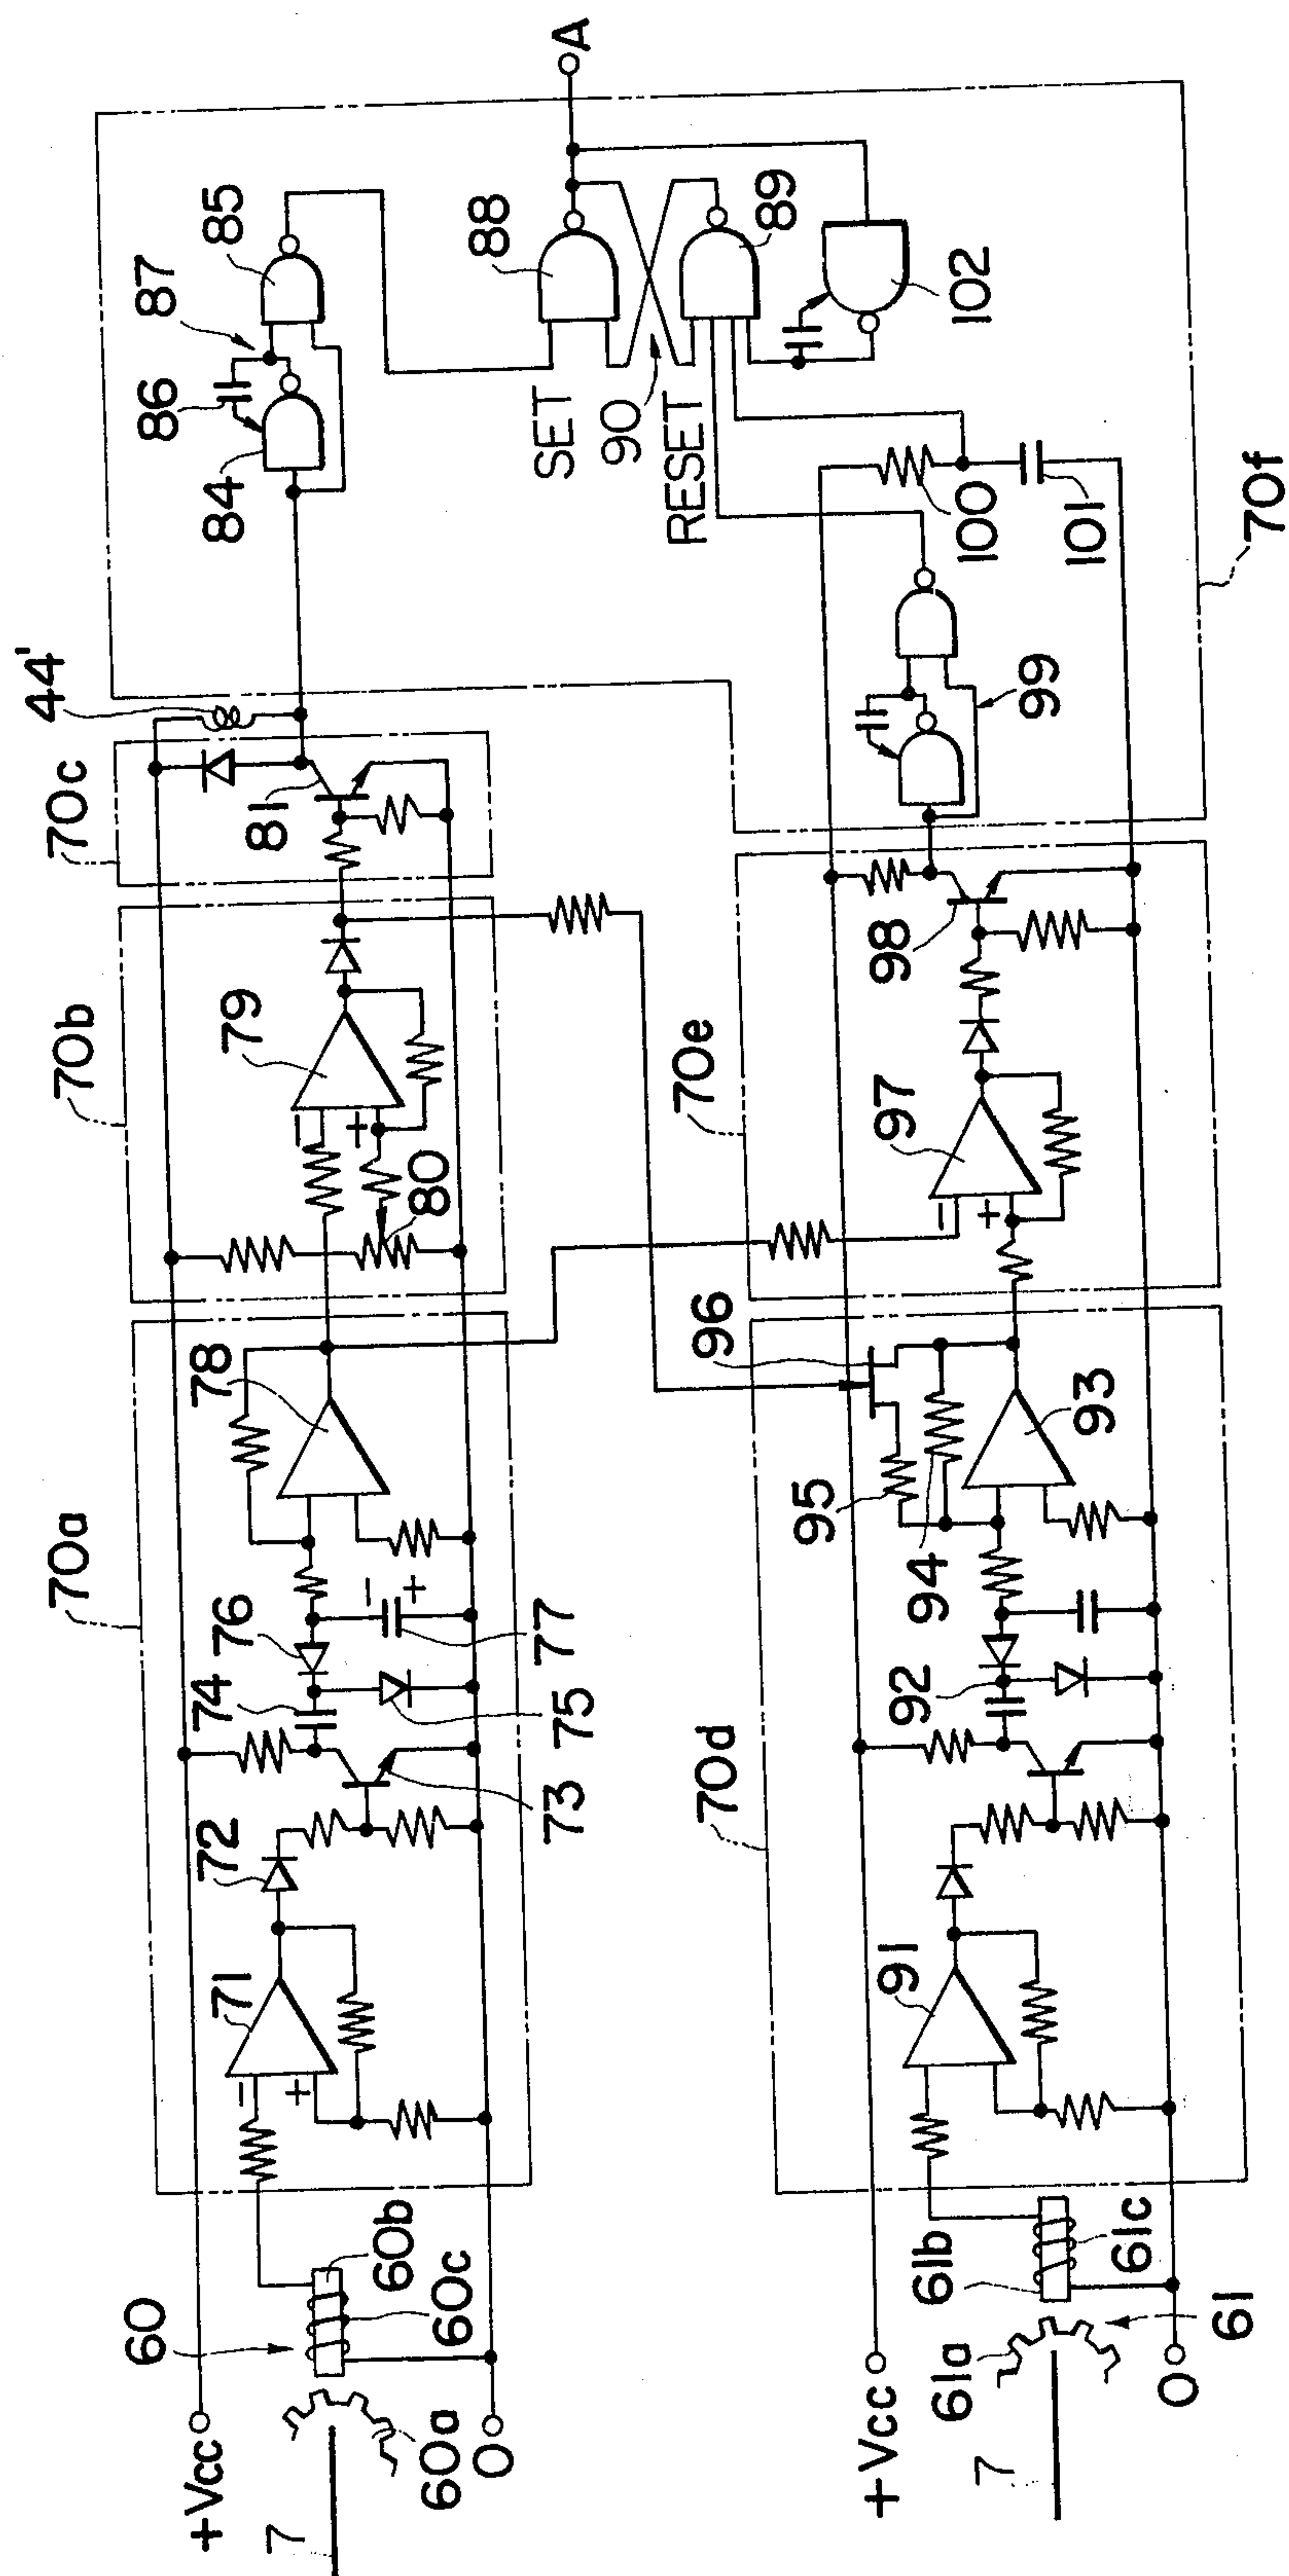 70a
70b
70c
44'
87
86
85
84
A
+Vcc
60
60b
60c
60a
O
7
71
−
+
72
73
74
75
76
77
−
+
78
79
−
+
80
81
SET
90
RESET
88
89
102
100
101
70f
70d
70e
+Vcc
61b
61c
61a
61
O
7
91
92
93
94
95
96
97
−
+
98
99